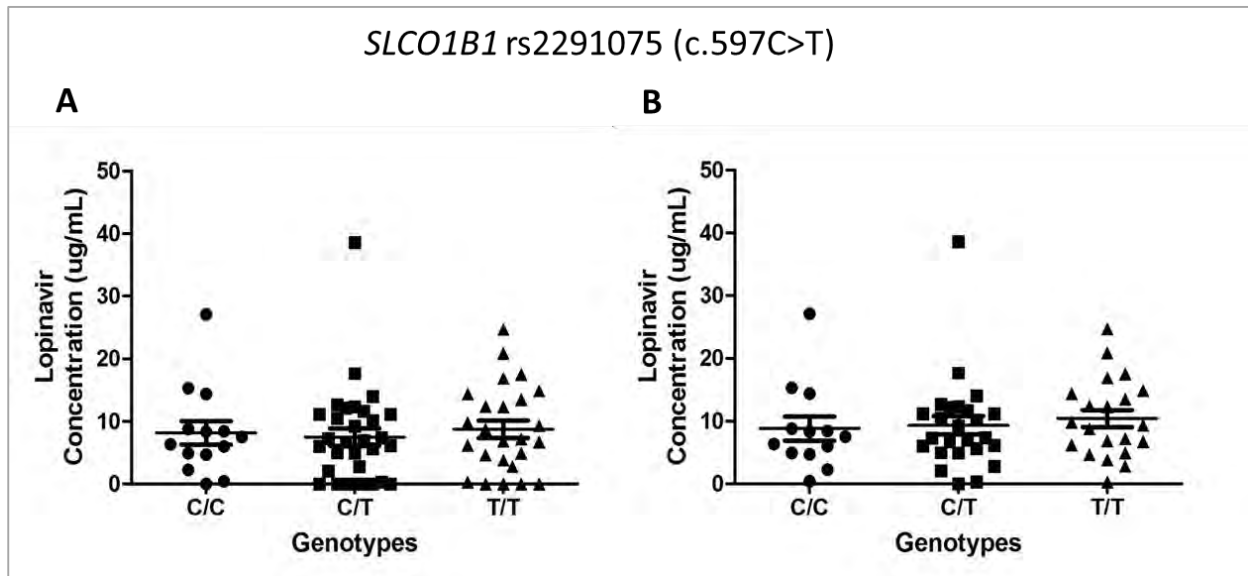 SLCO1B1 rs2291075 (c.597C>T)
A
Lopinavir
Concentration (ug/mL)
50
40
30
20
10
0
C/C C/T T/T
Genotypes
B
Lopinavir
Concentration (ug/mL)
50
40
30
20
10
0
C/C C/T T/T
Genotypes